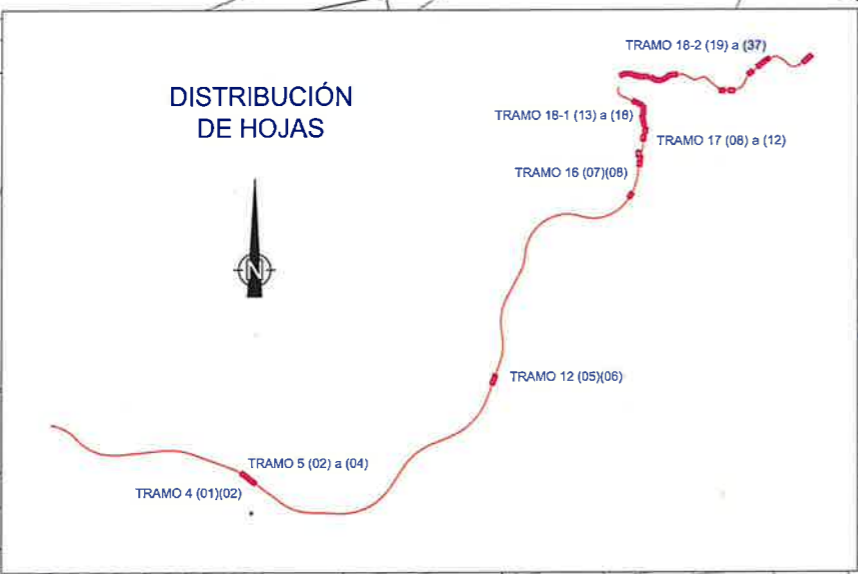 DISTRIBUCIÓN
DE HOJAS
N
TRAMO 18-2 (19) a (37)
TRAMO 18-1 (13) a (18)
TRAMO 17 (08) a (12)
TRAMO 16 (07)(08)
TRAMO 12 (05)(06)
TRAMO 5 (02) a (04)
TRAMO 4 (01)(02)